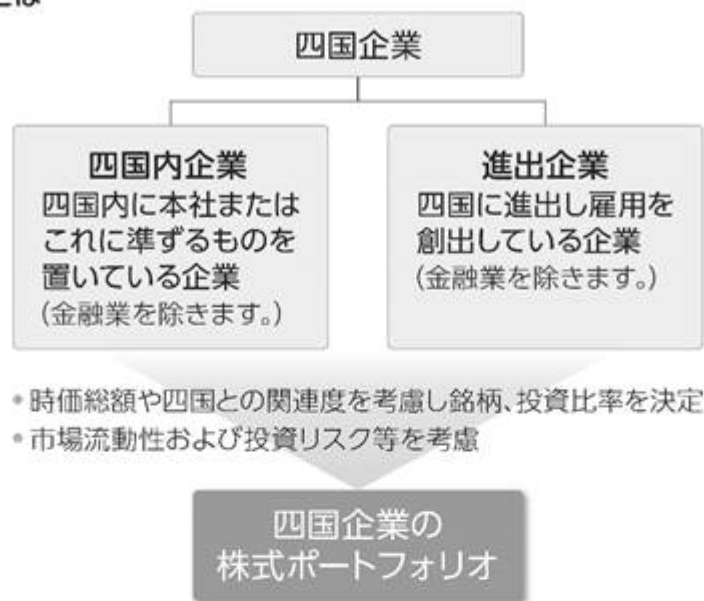 とは
四国企業
四国内企業
四国内に本社または
これに準ずるものを
置いている企業
(金融業を除きます。)
進出企業
四国に進出し雇用を
創出している企業
(金融業を除きます。)
• 時価総額や四国との関連度を考慮し銘柄、投資比率を決定
• 市場流動性および投資リスク等を考慮
四国企業の
株式ポートフォリオ